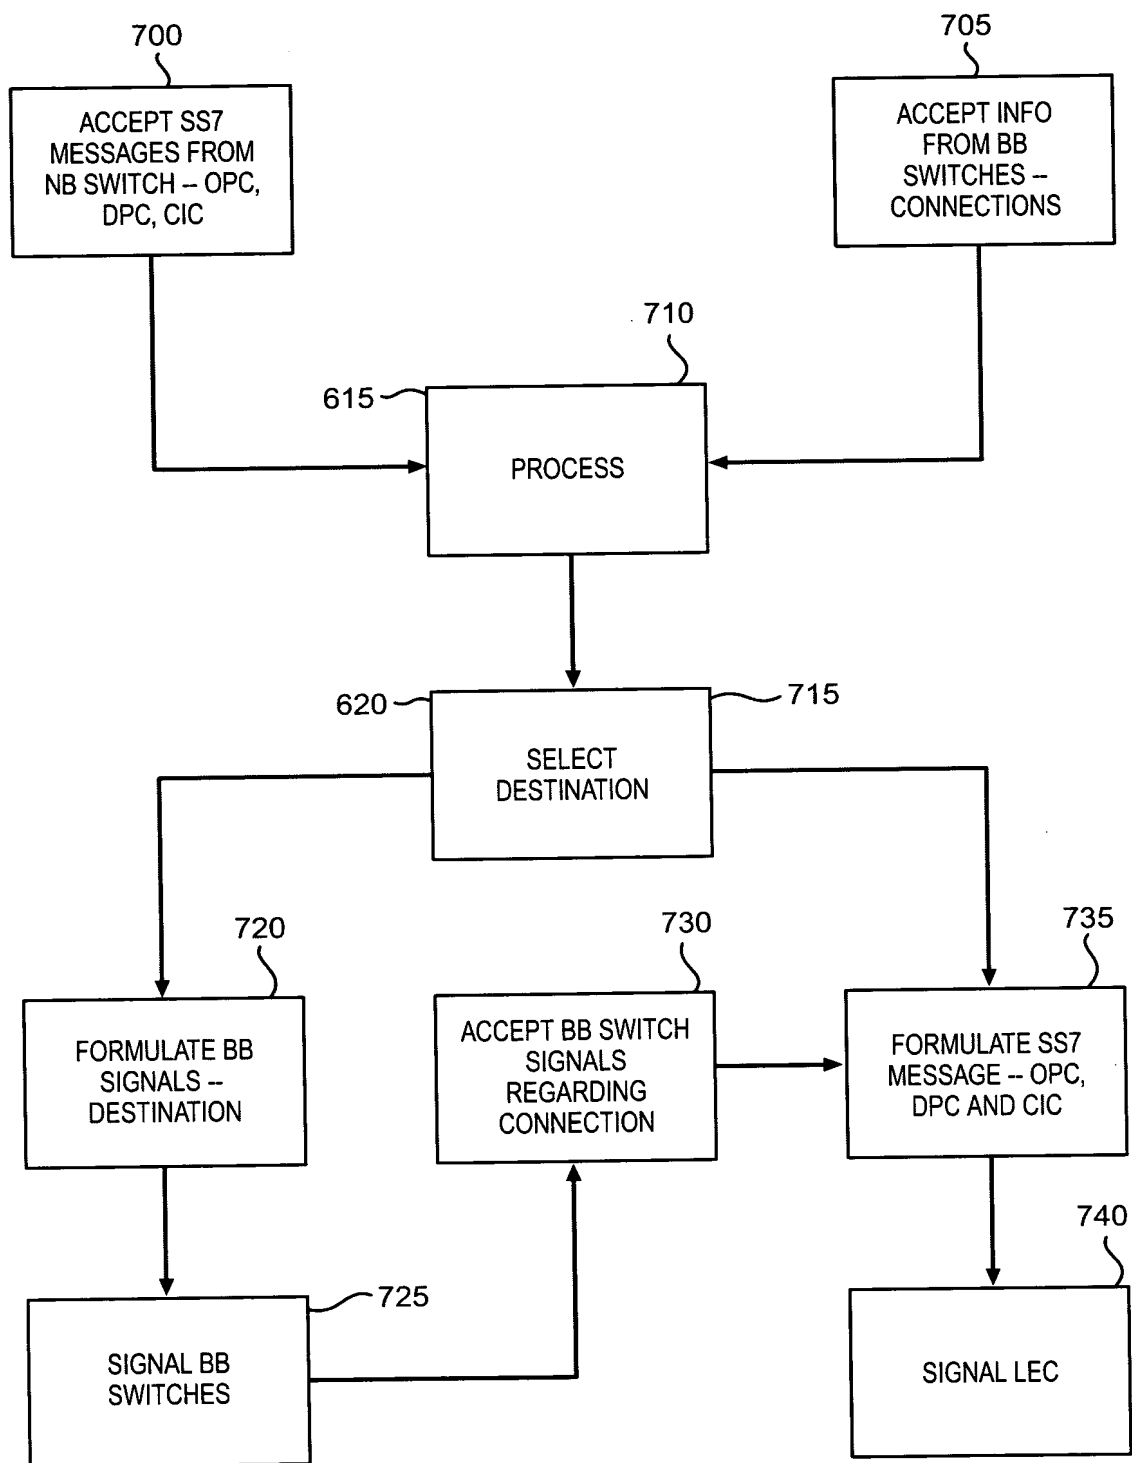 700
ACCEPT SS7
MESSAGES FROM
NB SWITCH -- OPC,
DPC, CIC
705
ACCEPT INFO
FROM BB
SWITCHES --
CONNECTIONS
710
615
PROCESS
620
715
SELECT
DESTINATION
720
FORMULATE BB
SIGNALS --
DESTINATION
730
ACCEPT BB SWITCH
SIGNALS
REGARDING
CONNECTION
735
FORMULATE SS7
MESSAGE -- OPC,
DPC AND CIC
725
SIGNAL BB
SWITCHES
740
SIGNAL LEC